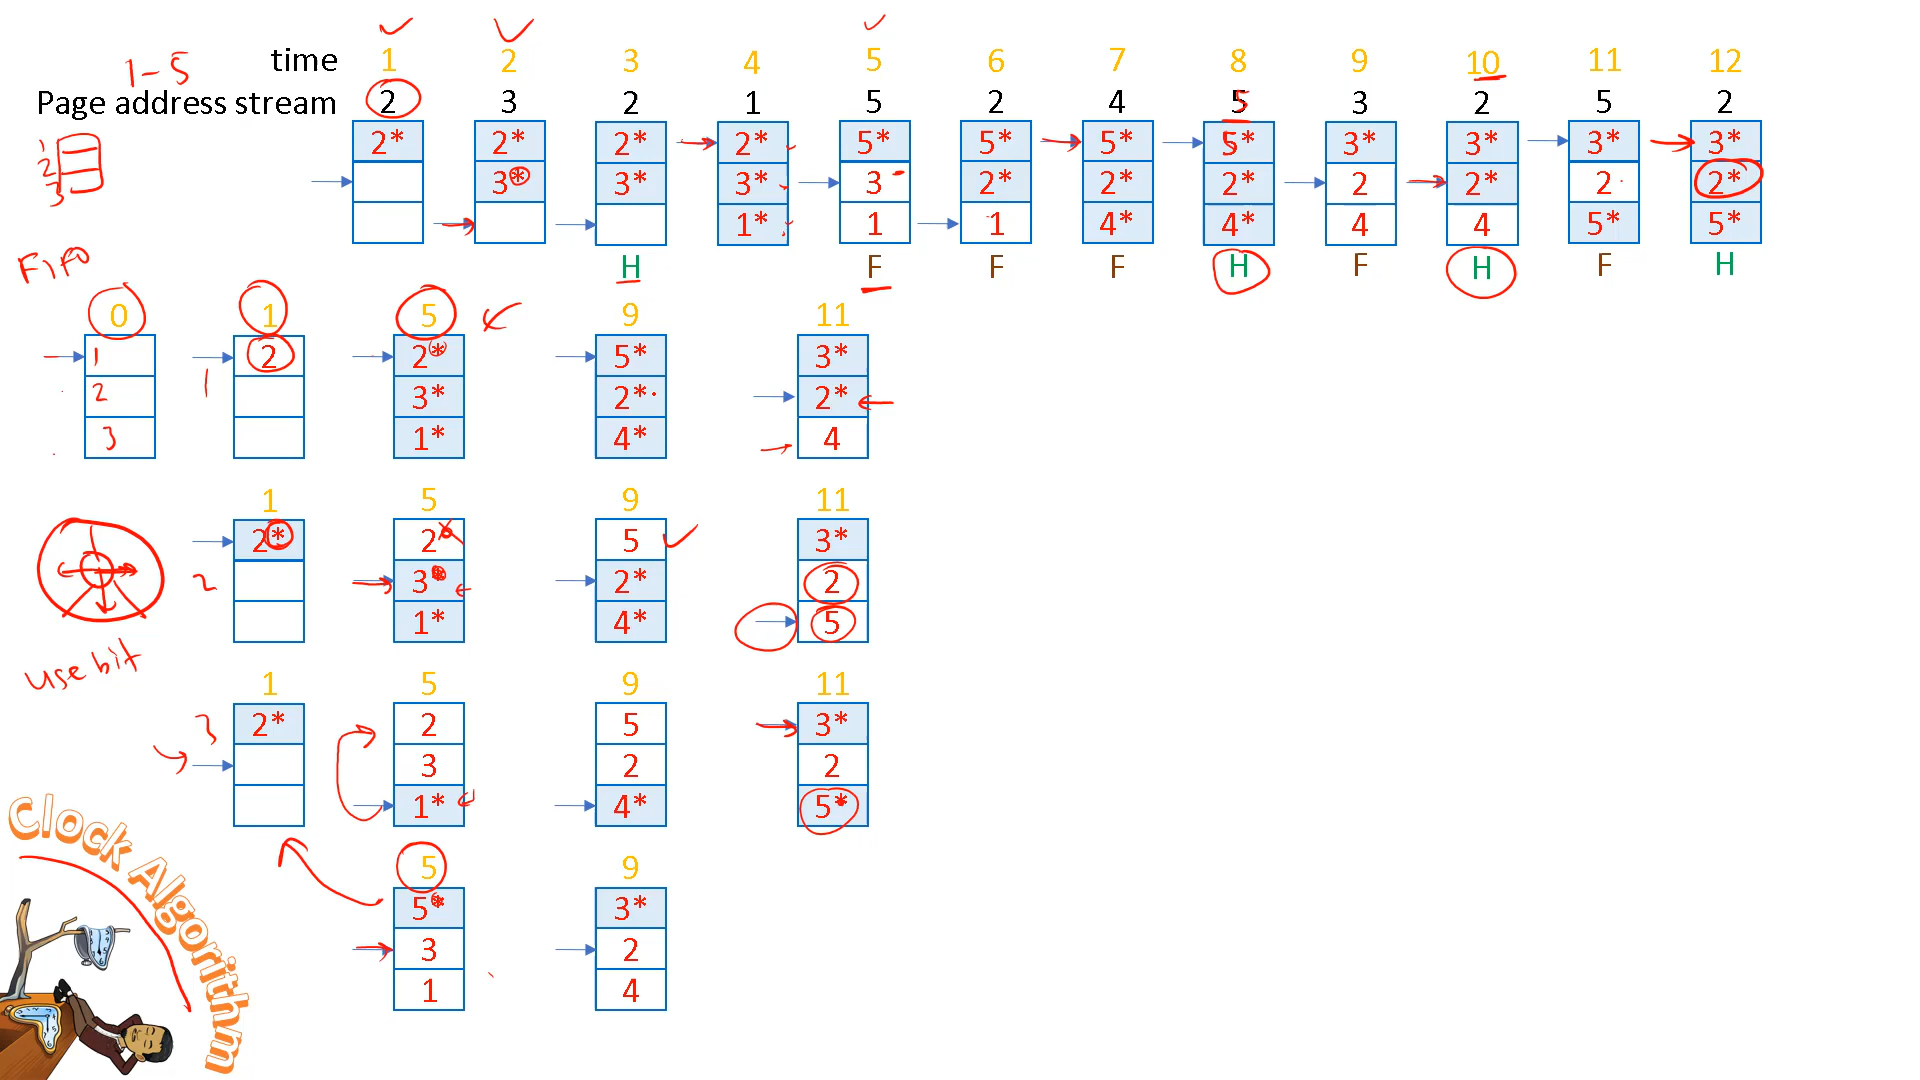 1-5
time 1 2 3 4 5 6 7 8 9 10 11 12
Page address stream 2 3 2 1 5 2 4 5 3 2 5 2
1 2* 2* 2* 2* 5* 5* 5* 5* 3* 3* 3* 3*
2 3* 3* 3* 3 2* 2* 2* 2 2* 2 2*
3 1* 1 1 4* 4* 4 4 5* 5*
H F F F H F H F H
FIFO
0 1 5 9 11
1 2 2* 5* 3*
2 1 3* 2* 2*
3 1* 4* 4
1 5 9 11
2* 2 5 3*
2 3* 2* 2
1* 4* 5
use bit
1 5 9 11
3 2* 2 5 3*
3 2 2
1* 4* 5*
5 9
5* 3*
3 2
1 4
Clock Algorithm